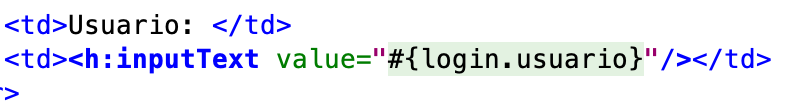 <td>Usuario: </td>
<td><h:inputText value="#{login.usuario}"/></td>
>